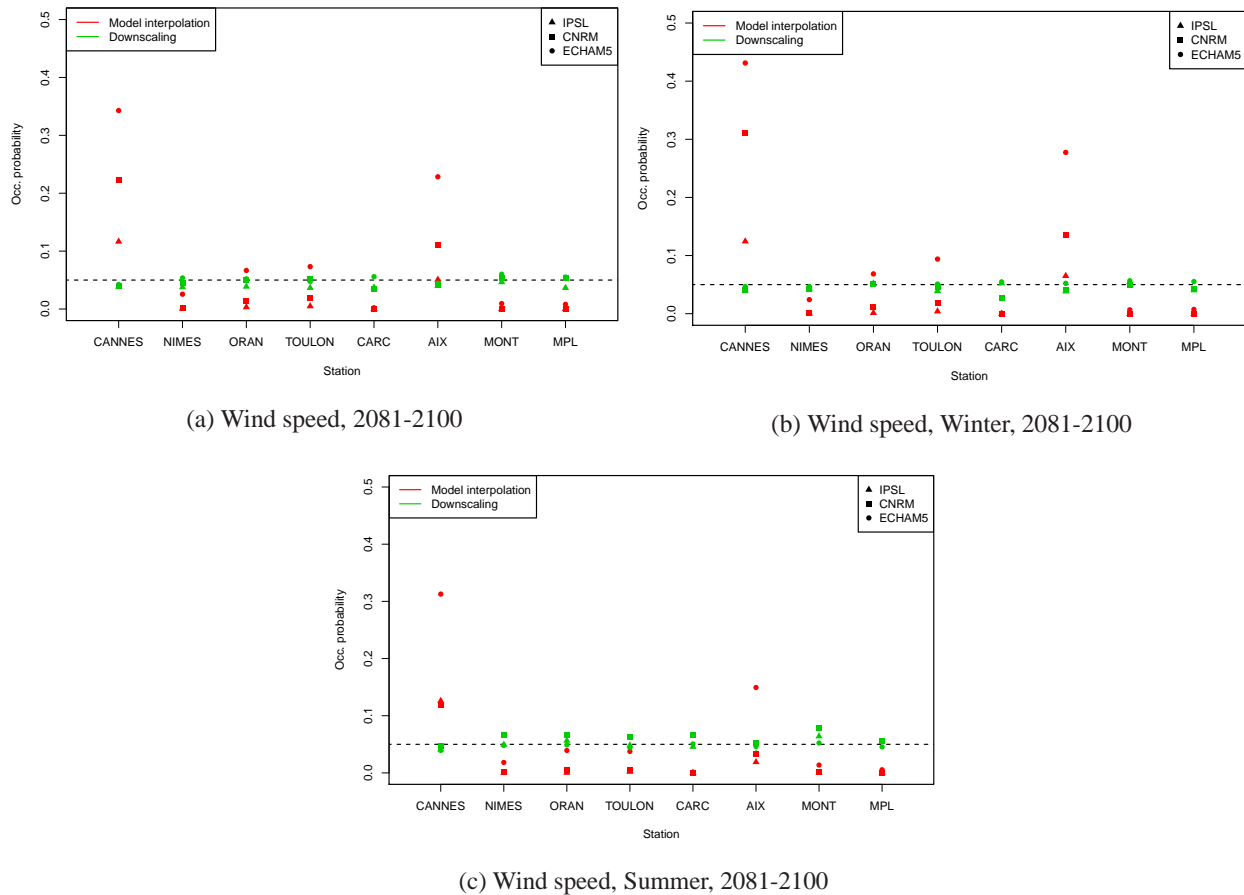 Model interpolation
Downscaling
IPSL
CNRM
ECHAM5
Occ. probability
0.5
0.4
0.3
0.2
0.1
0.0
CANNES NIMES ORAN TOULON CARC AIX MONT MPL
Station
(a) Wind speed, 2081-2100
Model interpolation
Downscaling
IPSL
CNRM
ECHAM5
Occ. probability
0.5
0.4
0.3
0.2
0.1
0.0
CANNES NIMES ORAN TOULON CARC AIX MONT MPL
Station
(b) Wind speed, Winter, 2081-2100
Model interpolation
Downscaling
IPSL
CNRM
ECHAM5
Occ. probability
0.5
0.4
0.3
0.2
0.1
0.0
CANNES NIMES ORAN TOULON CARC AIX MONT MPL
Station
(c) Wind speed, Summer, 2081-2100